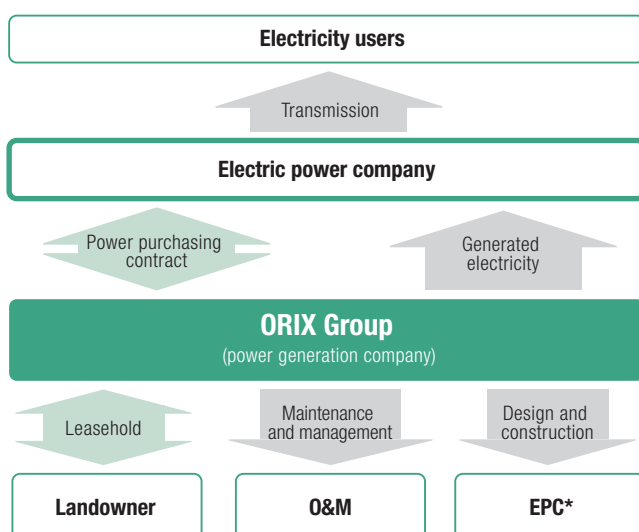 Electricity users
Transmission
Electric power company
Power purchasing
contract
Generated
electricity
ORIX Group
(power generation company)
Leasehold
Maintenance
and management
Design and
construction
Landowner
O&M
EPC*